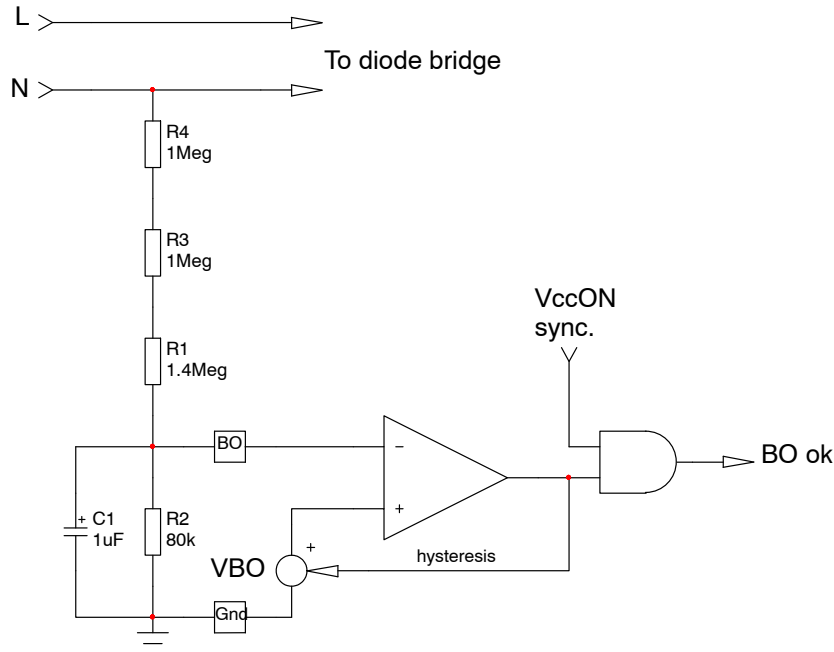 L
To diode bridge
N
R4
1Meg
R3
1Meg
VccON
sync.
R1
1.4Meg
BO
−
BO ok
+
+ C1
1uF
R2
80k
+
hysteresis
VBO
Gnd